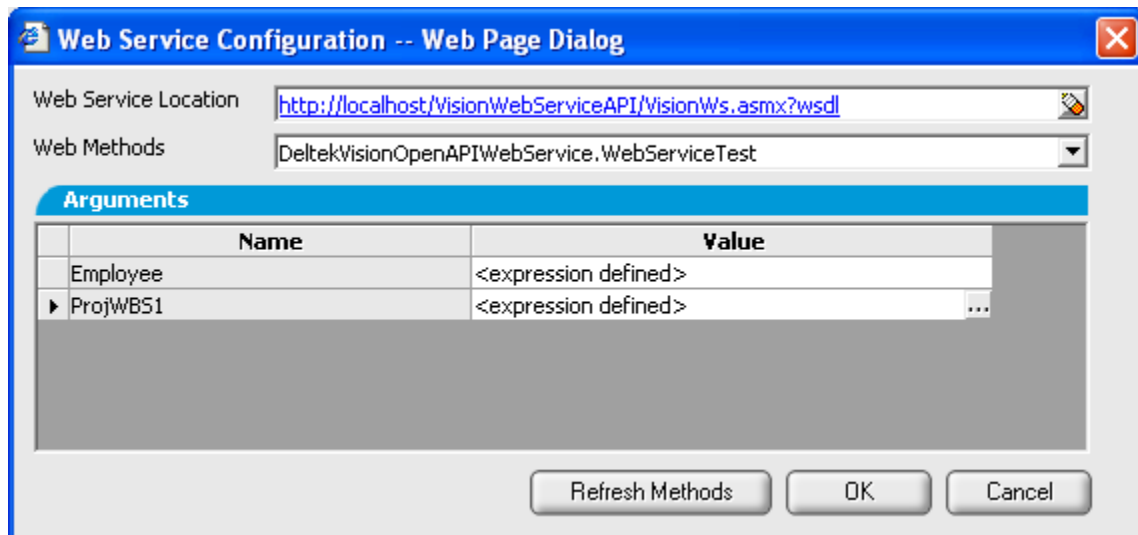 Web Service Configuration -- Web Page Dialog
Web Service Location http://localhost/VisionWebServiceAPI/VisionWs.asmx?wsdl
Web Methods DeltekVisionOpenAPIWebService.WebServiceTest
Arguments
Name Value
Employee <expression defined>
ProjWBS1 <expression defined> ...
Refresh Methods OK Cancel